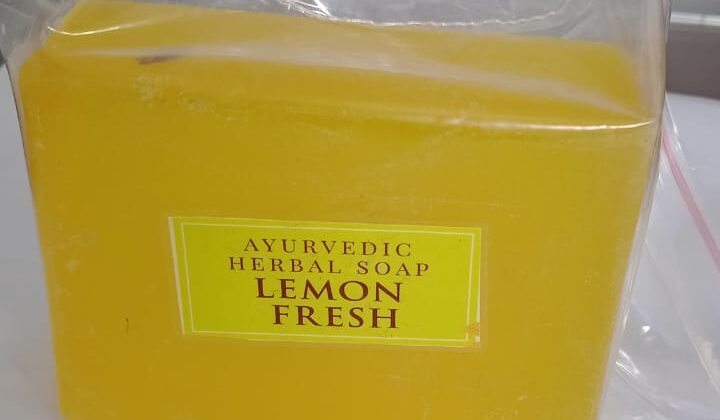 AYURVEDIC
HERBAL SOAP
LEMON
FRESH